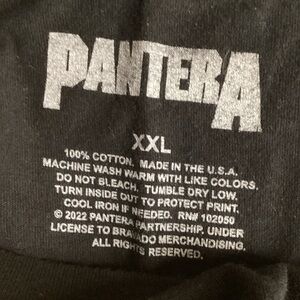 PANTERA
XXL
100% COTTON. MADE IN THE U.S.A.
MACHINE WASH WARM WITH LIKE COLORS.
DO NOT BLEACH. TUMBLE DRY LOW.
TURN INSIDE OUT TO PROTECT PRINT.
COOL IRON IF NEEDED. RN# 102050
© 2022 PANTERA PARTNERSHIP. UNDER
LICENSE TO BRAVADO MERCHANDISING.
ALL RIGHTS RESERVED.